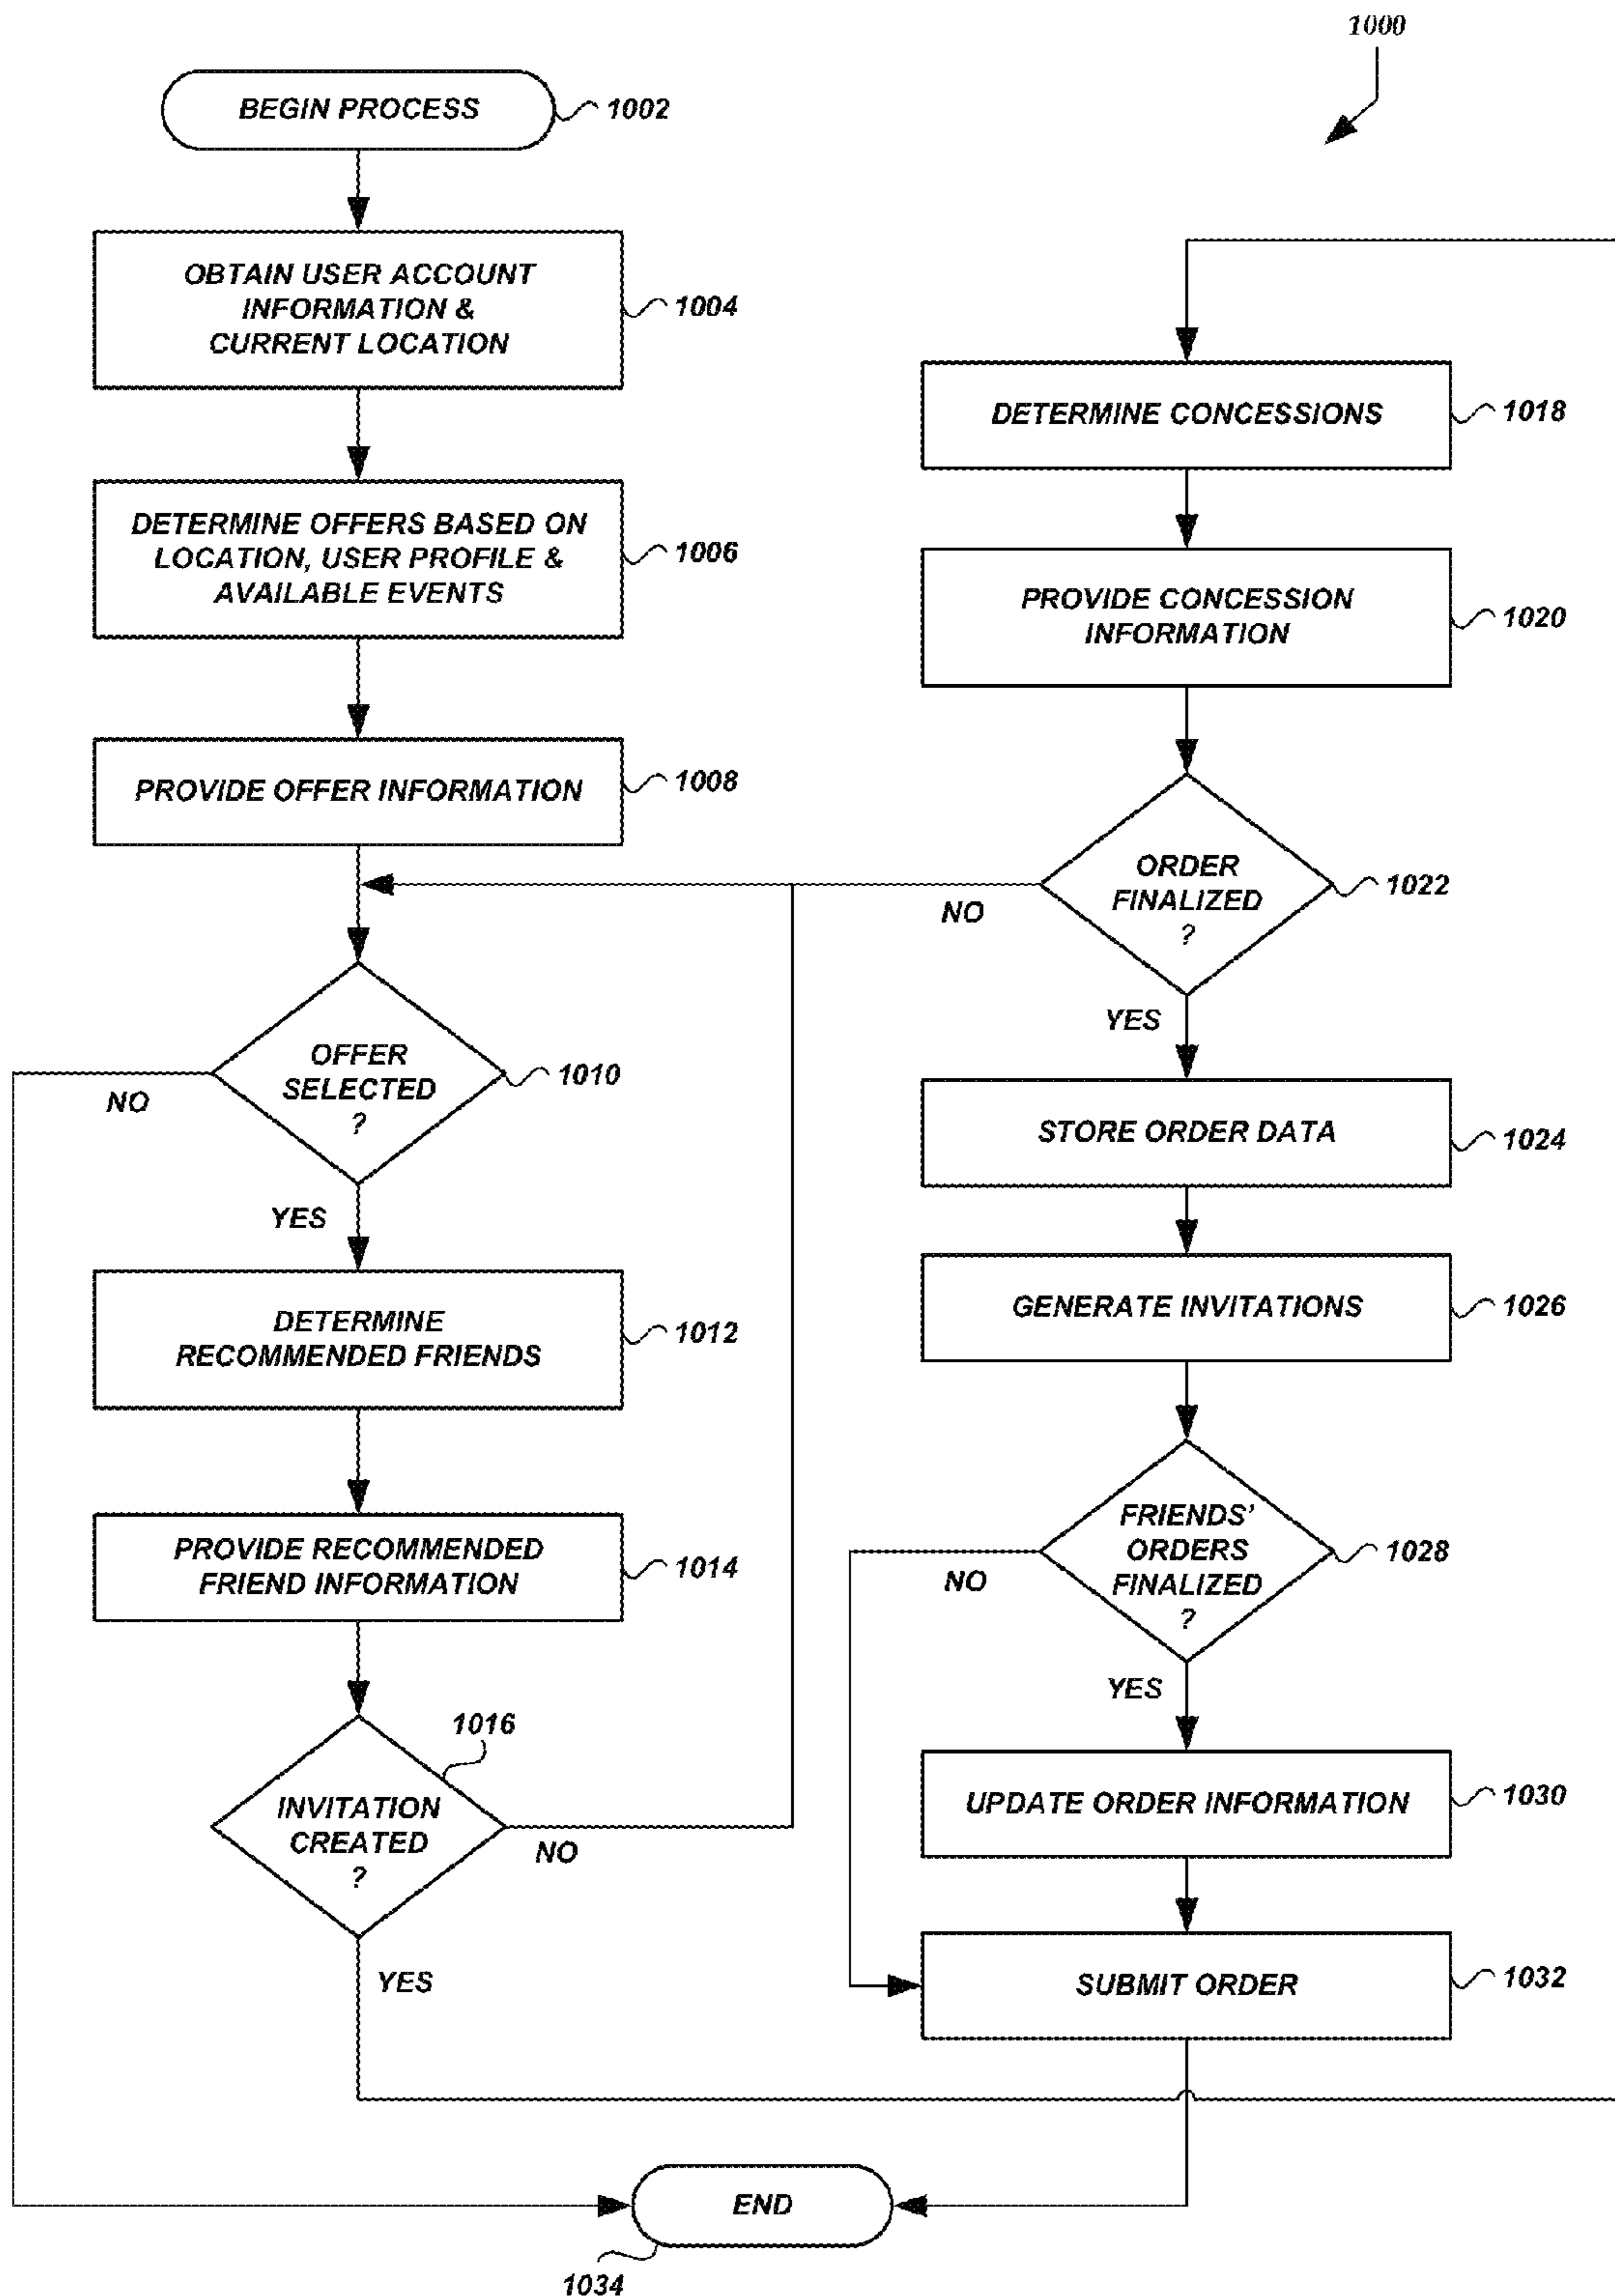 1000
BEGIN PROCESS
1002
OBTAIN USER ACCOUNT
INFORMATION &
CURRENT LOCATION
1004
DETERMINE OFFERS BASED ON
LOCATION, USER PROFILE &
AVAILABLE EVENTS
1006
PROVIDE OFFER INFORMATION
1008
OFFER
SELECTED
?
1010
NO
YES
DETERMINE
RECOMMENDED FRIENDS
1012
PROVIDE RECOMMENDED
FRIEND INFORMATION
1014
1016
INVITATION
CREATED
?
NO
YES
DETERMINE CONCESSIONS
1018
PROVIDE CONCESSION
INFORMATION
1020
ORDER
FINALIZED
?
1022
NO
YES
STORE ORDER DATA
1024
GENERATE INVITATIONS
1026
FRIENDS'
ORDERS
FINALIZED
?
1028
NO
YES
UPDATE ORDER INFORMATION
1030
SUBMIT ORDER
1032
END
1034